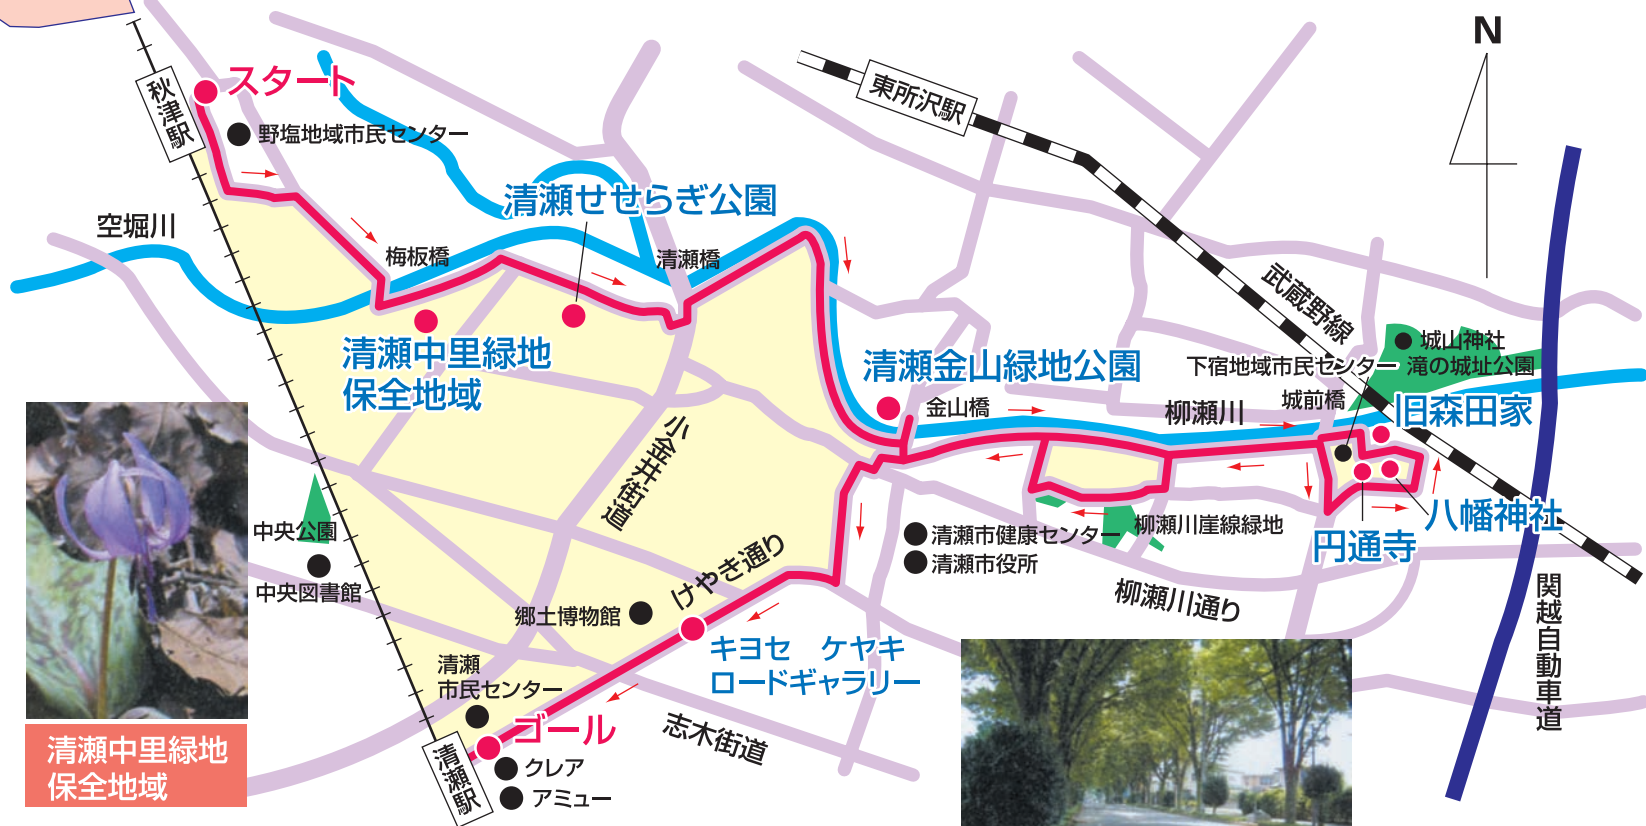 N
スタート
秋津駅
野塩地域市民センター
東所沢駅
空堀川
清瀬せせらぎ公園
梅板橋
清瀬橋
武蔵野線
清瀬中里緑地
保全地域
清瀬金山緑地公園
金山橋
下宿地域市民センター
城山神社
滝の城址公園
城前橋
柳瀬川
旧森田家
小金井街道
八幡神社
円通寺
中央公園
中央図書館
清瀬市健康センター
清瀬市役所
柳瀬川崖線緑地
けやき通り
柳瀬川通り
関越自動車道
郷土博物館
キヨセ　ケヤキ
ロードギャラリー
清瀬
市民センター
ゴール
志木街道
清瀬駅
クレア
アミュー
清瀬中里緑地
保全地域